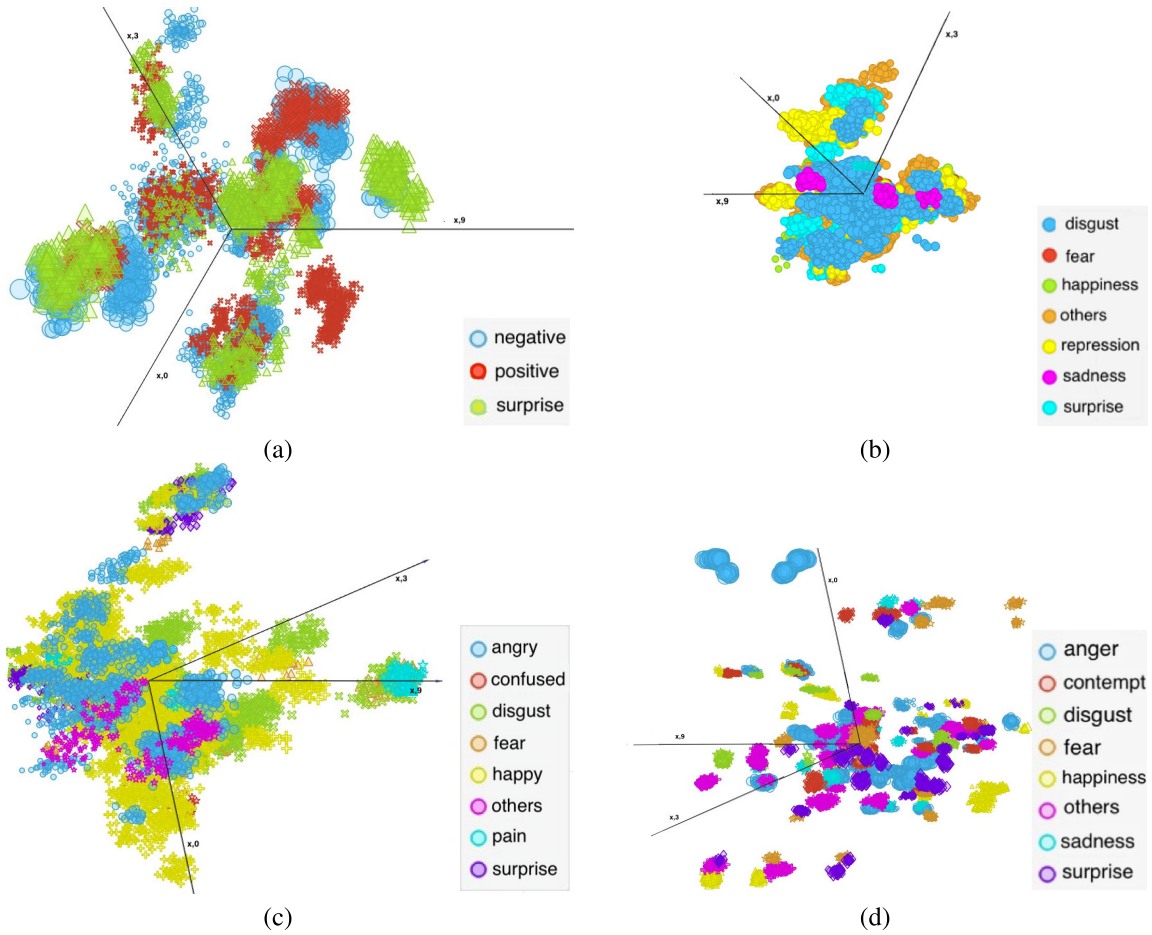 x,3
x,9
x,0
negative
positive
surprise
(a)
x,3
x,0
x,9
disgust
fear
happiness
others
repression
sadness
surprise
(b)
x,3
x,9
x,0
angry
confused
disgust
fear
happy
others
pain
surprise
(c)
x,0
x,9
x,3
anger
contempt
disgust
fear
happiness
others
sadness
surprise
(d)